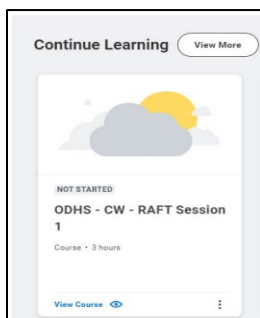 Continue Learning
View More
NOT STARTED
ODHS - CW - RAFT Session
1
Course • 3 hours
View Course